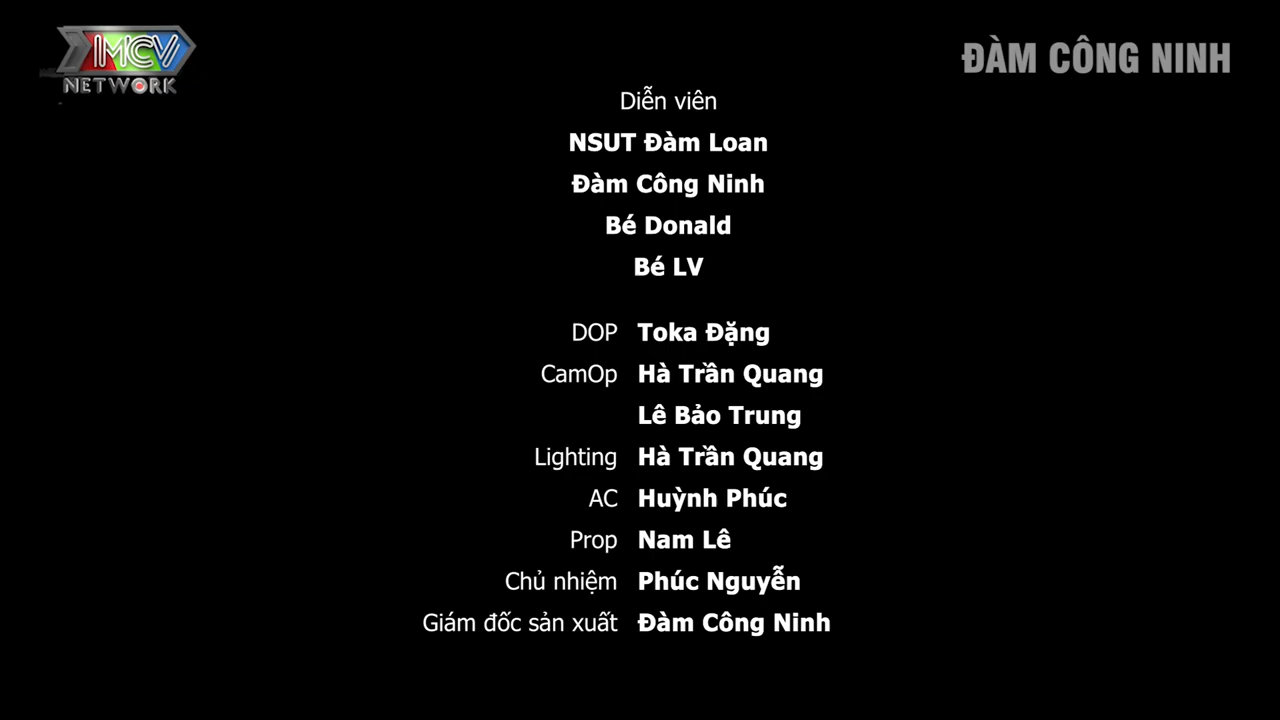 MCV
NETWORK
ĐÀM CÔNG NINH
Diễn viên
NSUT Đàm Loan
Đàm Công Ninh
Bé Donald
Bé LV
DOP Toka Đặng
CamOp Hà Trần Quang
Lê Bảo Trung
Lighting Hà Trần Quang
AC Huỳnh Phúc
Prop Nam Lê
Chủ nhiệm Phúc Nguyễn
Giám đốc sản xuất Đàm Công Ninh